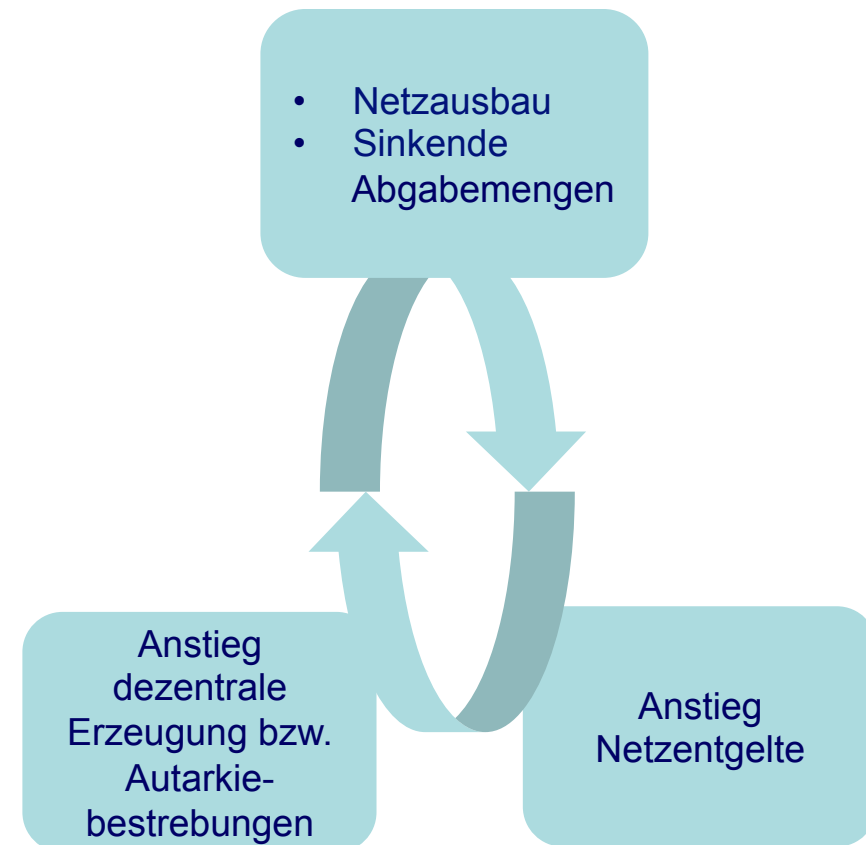 • Netzausbau
• Sinkende
Abgabemengen
Anstieg
dezentrale
Erzeugung bzw.
Autarkie-
bestrebungen
Anstieg
Netzentgelte